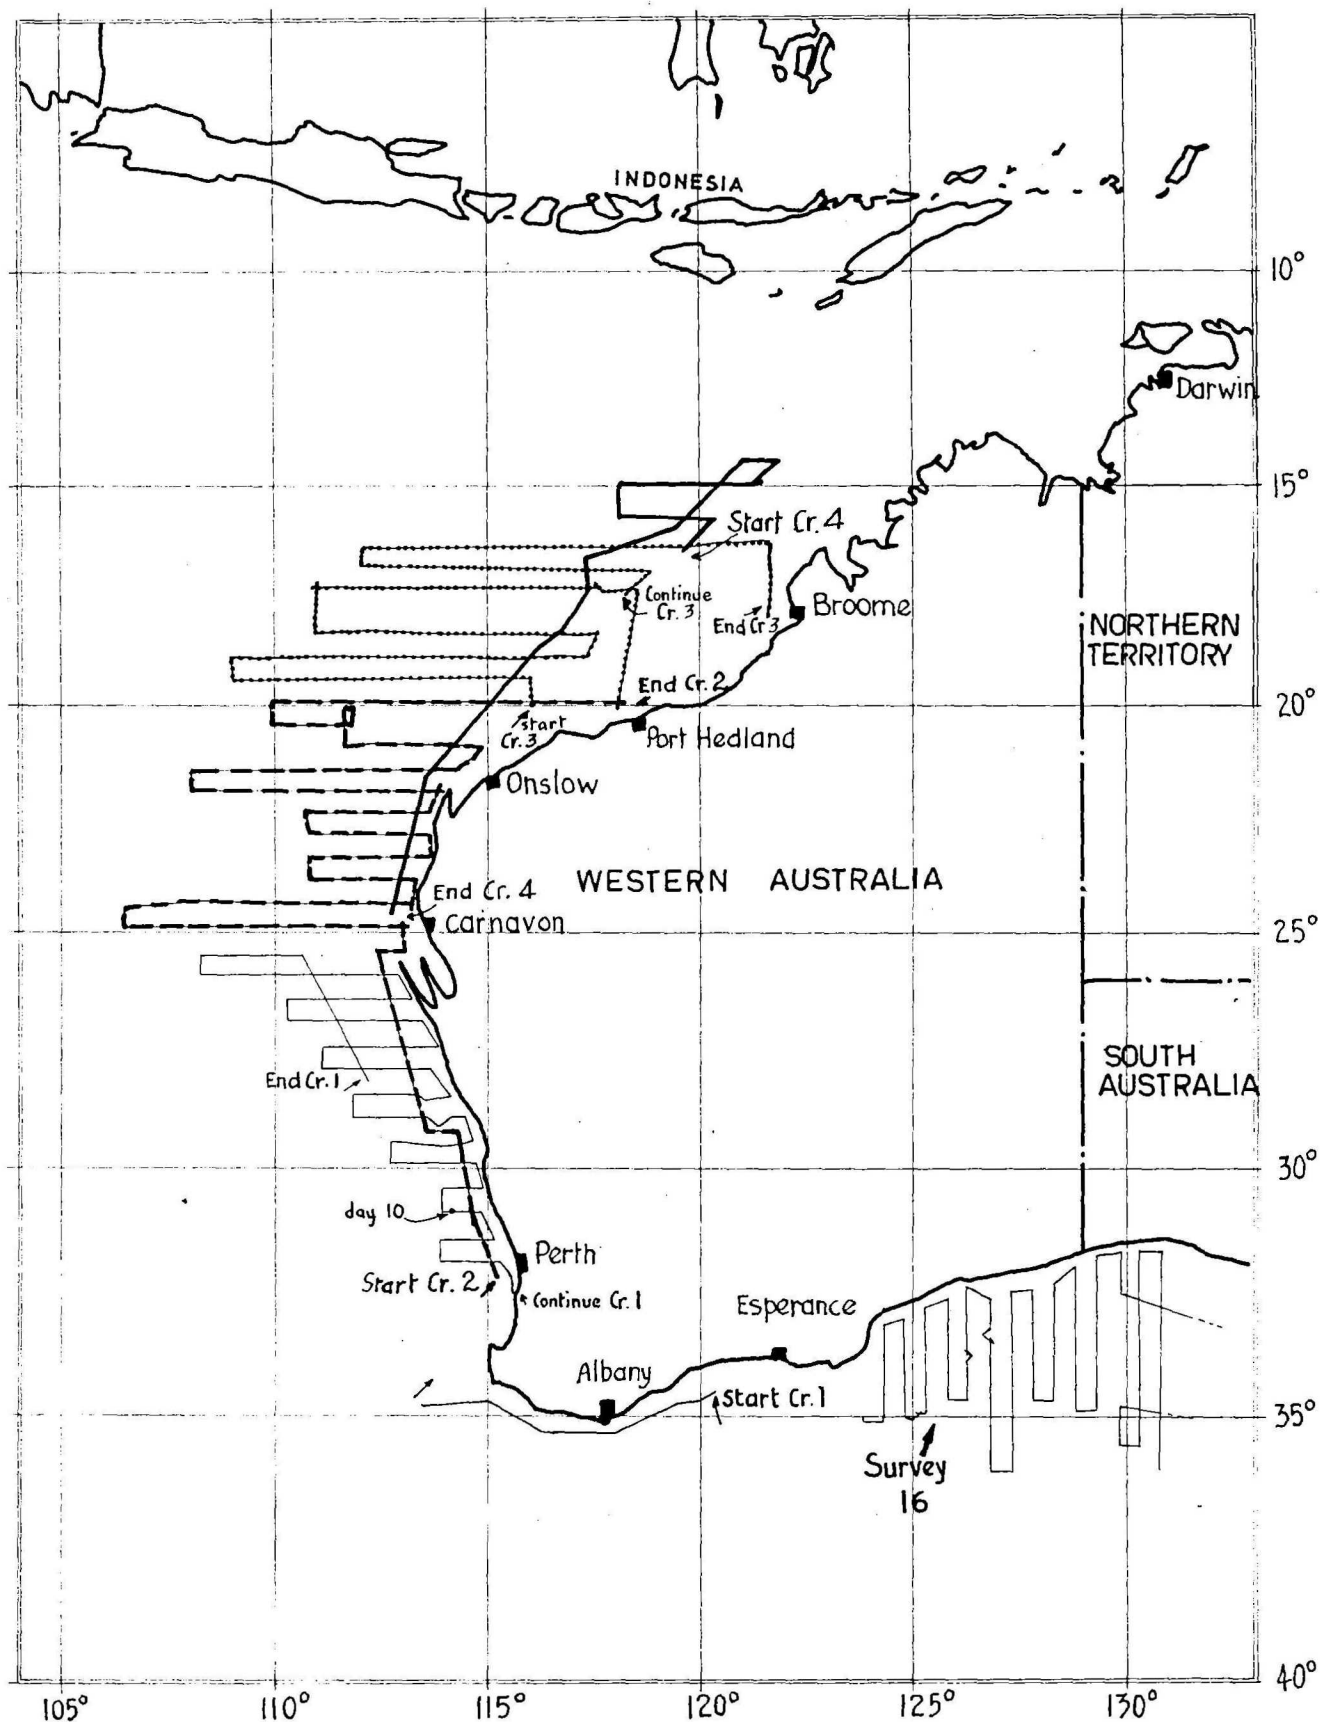 INDONESIA
10°
Darwin
15°
Start Cr.4
Continue
Cr.3
End Cr3
Broome
NORTHERN
TERRITORY
End Cr.2
20°
Start
Cr.3
Port Hedland
Onslow
WESTERN AUSTRALIA
End Cr.4
Carnavon
25°
SOUTH
AUSTRALIA
End Cr.1
30°
day 10
Perth
Start Cr.2
Continue Cr.1
Esperance
Albany
Start Cr.1
35°
Survey
16
40°
105° 110° 115° 120° 125° 130°